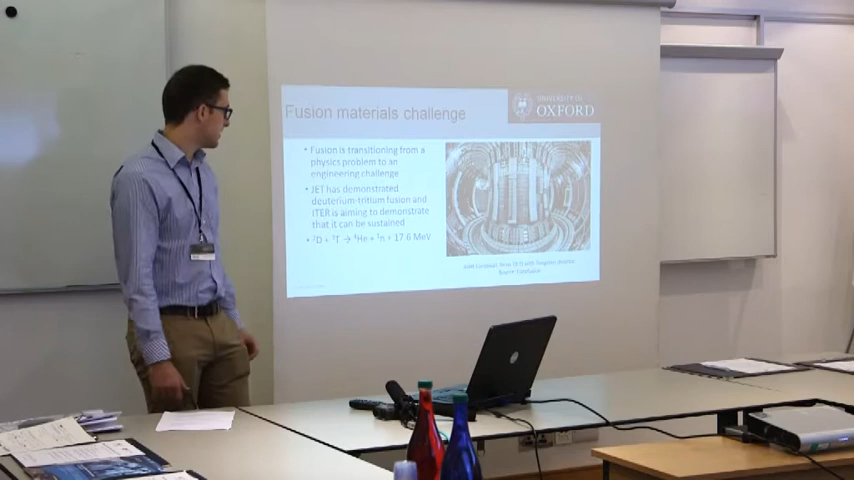 Fusion materials challenge
UNIVERSITY OF
OXFORD
• Fusion is transitioning from a
physics problem to an
engineering challenge
• JET has demonstrated
deuterium-tritium fusion and
ITER is aiming to demonstrate
that it can be sustained
• ²D + ³T → ⁴He + ¹n + 17.6 MeV